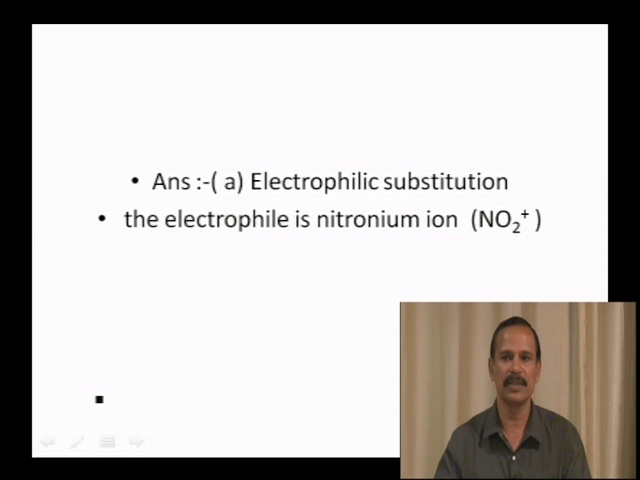 • Ans :-( a) Electrophilic substitution
• the electrophile is nitronium ion (NO₂⁺ )